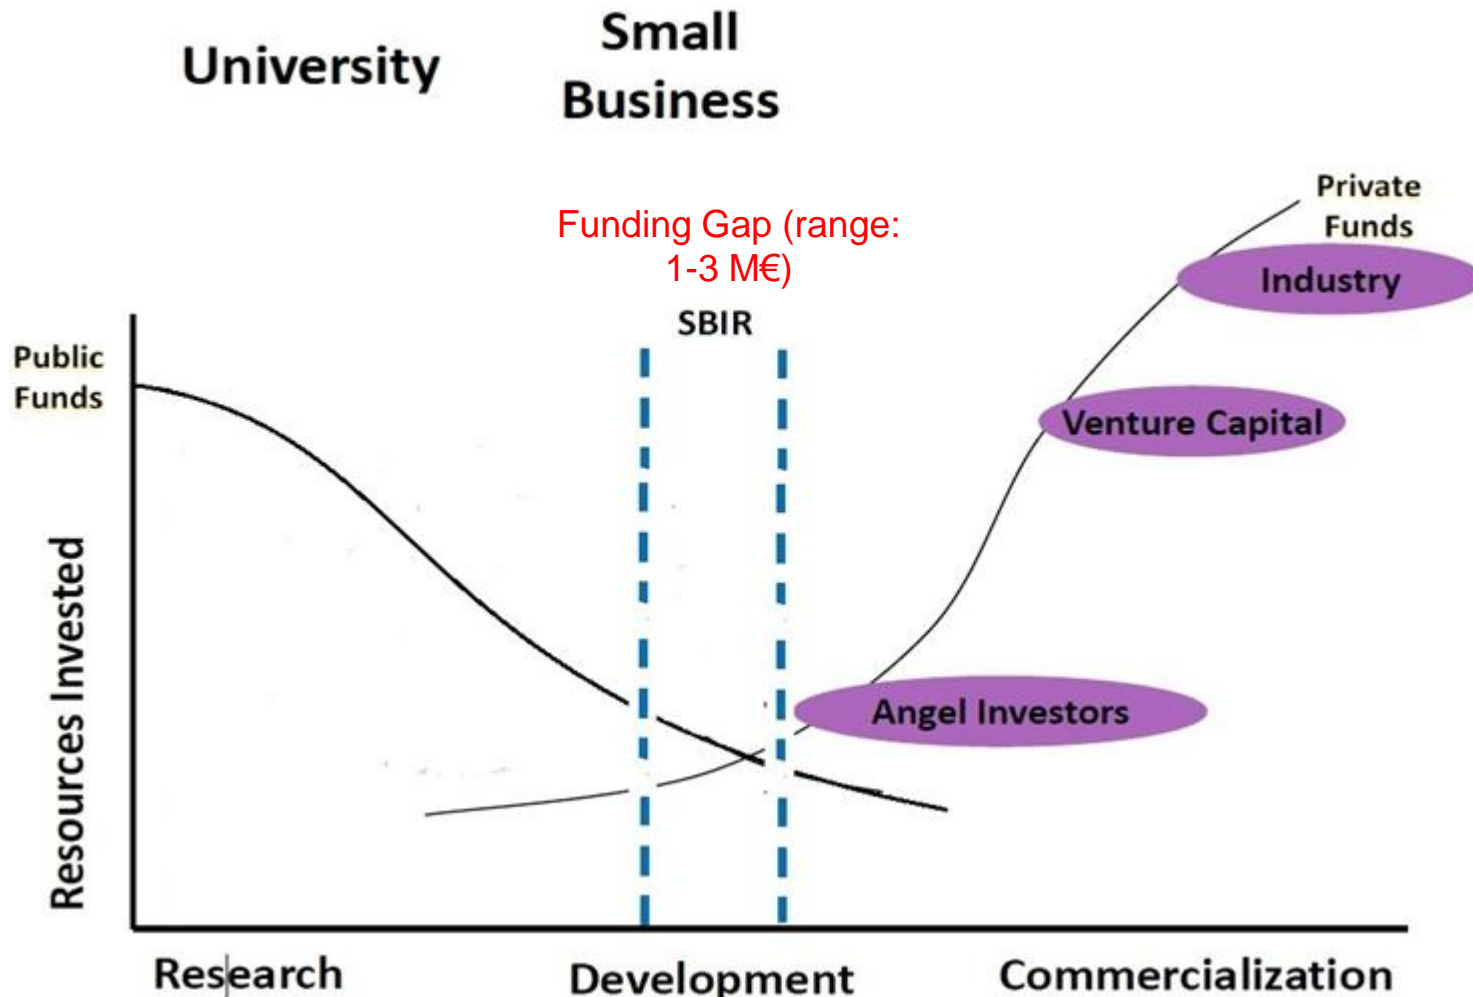 University
Small
Business
Funding Gap (range:
1-3 M€)
SBIR
Private
Funds
Industry
Public
Funds
Venture Capital
Angel Investors
Resources Invested
Research
Development
Commercialization